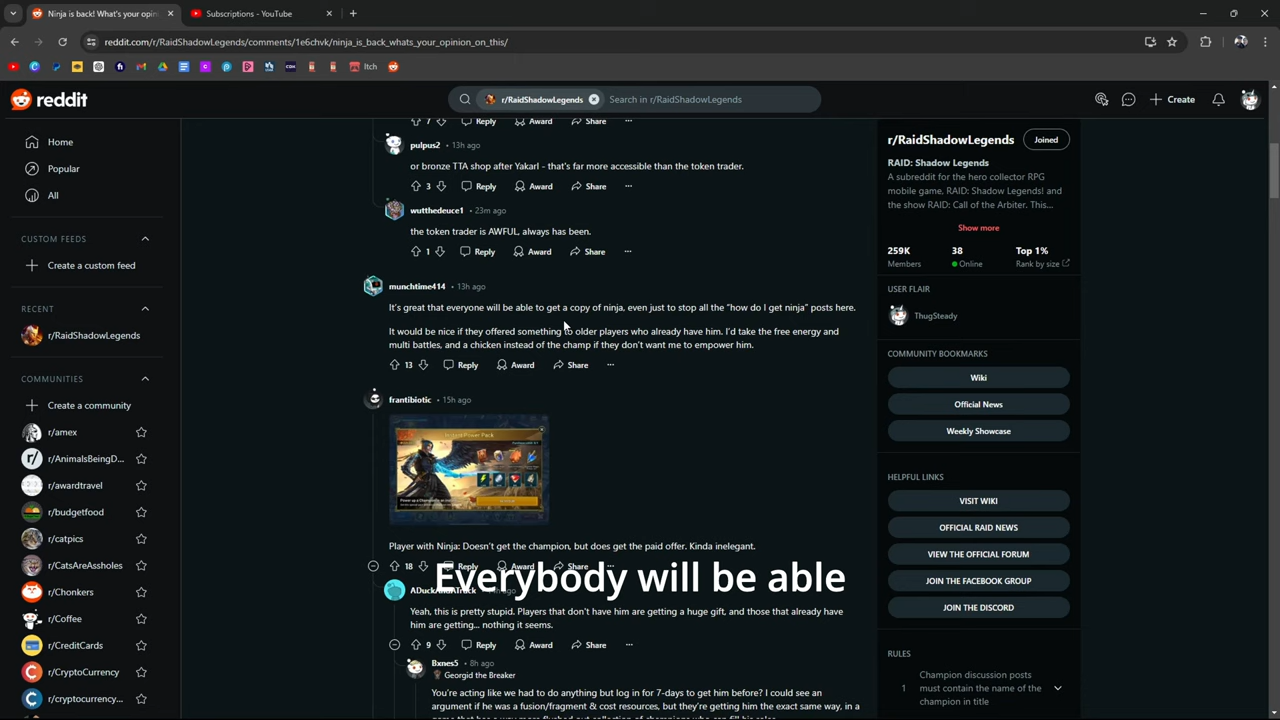 Ninja is back! What's your opin
Subscriptions - YouTube
reddit.com/r/RaidShadowLegends/comments/1e6chvk/ninja_is_back_whats_your_opinion_on_this/
Itch
reddit
r/RaidShadowLegends
Search in r/RaidShadowLegends
Create
Home
Popular
All
CUSTOM FEEDS
Create a custom feed
RECENT
r/RaidShadowLegends
COMMUNITIES
Create a community
r/amex
r/AnimalsBeingD...
r/awardtravel
r/budgetfood
r/catpics
r/CatsAreAssholes
r/Chonkers
r/Coffee
r/CreditCards
r/CryptoCurrency
r/cryptocurrency...
7 Reply Award Share
pulpus2 • 13h ago
or bronze TTA shop after Yakarl - that's far more accessible than the token trader.
3 Reply Award Share
wutthedeuce1 • 23m ago
the token trader is AWFUL, always has been.
1 Reply Award Share
munchtime414 • 13h ago
It's great that everyone will be able to get a copy of ninja, even just to stop all the "how do I get ninja" posts here.
It would be nice if they offered something to older players who already have him. I'd take the free energy and
multi battles, and a chicken instead of the champ if they don't want me to empower him.
13 Reply Award Share
frantibiotic • 15h ago
Power Pack
Player with Ninja: Doesn't get the champion, but does get the paid offer. Kinda inelegant.
18 Reply Award Share
Everybody will be able
Yeah, this is pretty stupid. Players that don't have him are getting a huge gift, and those that already have
him are getting... nothing it seems.
9 Reply Award Share
Bxnes5 • 8h ago
Georgid the Breaker
You're acting like we had to do anything but log in for 7-days to get him before? I could see an
argument if it was a fusion/fragment & cost resources, but they're getting him the exact same way, in a
r/RaidShadowLegends
Joined
RAID: Shadow Legends
A subreddit for the hero collector RPG
mobile game, RAID: Shadow Legends! and
the show RAID: Call of the Arbiter. This...
Show more
259K 38 Top 1%
Members Online Rank by size
USER FLAIR
ThugSteady
COMMUNITY BOOKMARKS
Wiki
Official News
Weekly Showcase
HELPFUL LINKS
VISIT WIKI
OFFICIAL RAID NEWS
VIEW THE OFFICIAL FORUM
JOIN THE FACEBOOK GROUP
JOIN THE DISCORD
RULES
1 Champion discussion posts
must contain the name of the
champion in title